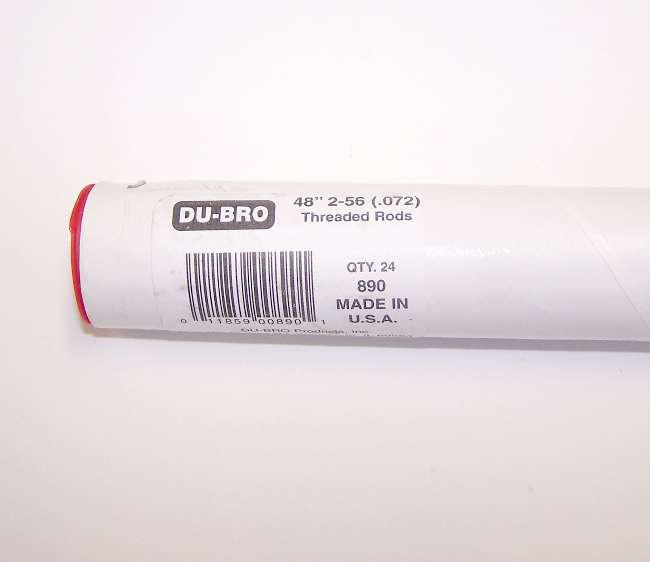 DU-BRO
48" 2-56 (.072)
Threaded Rods
QTY. 24
890
MADE IN
U.S.A.
0 11859 00890 1
DU-BRO Products, Inc.